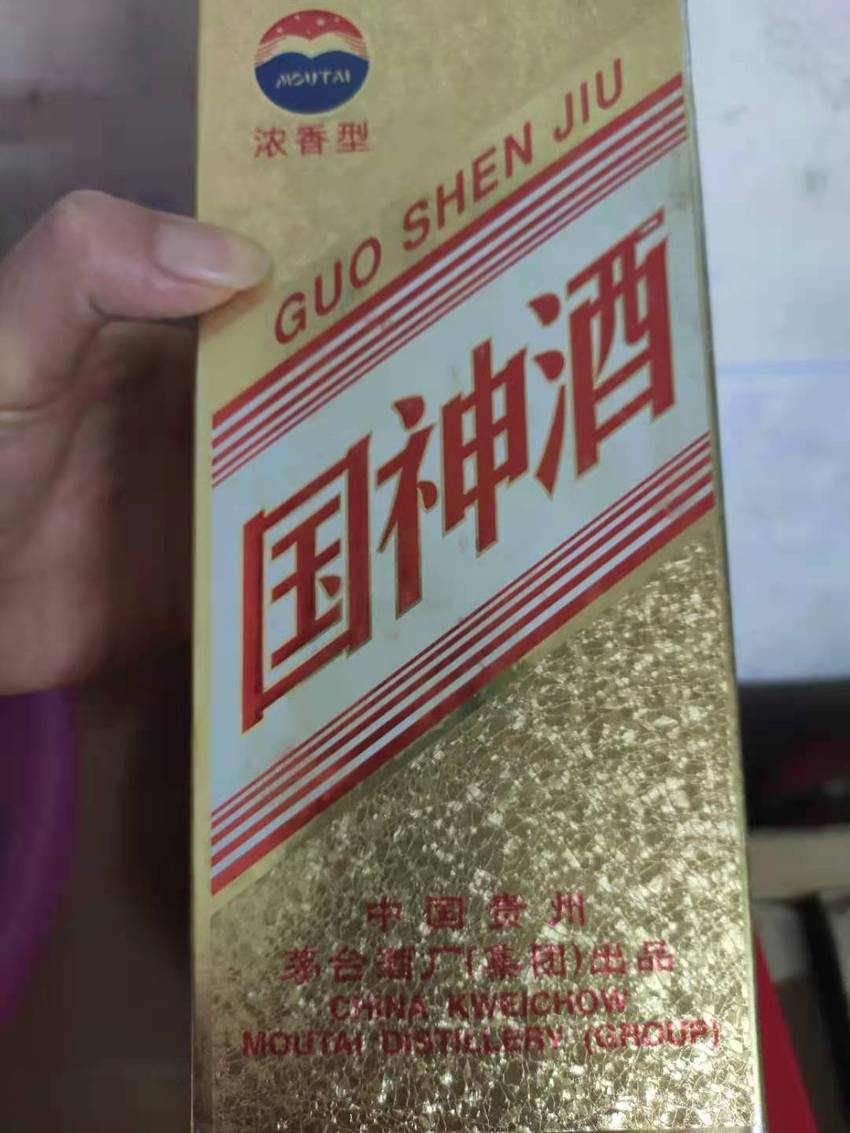 MOUTAI
浓香型
GUO SHEN JIU
国神酒
中国贵州
茅台酒厂(集团)出品
CHINA KWEICHOW
MOUTAI DISTILLERY (GROUP)